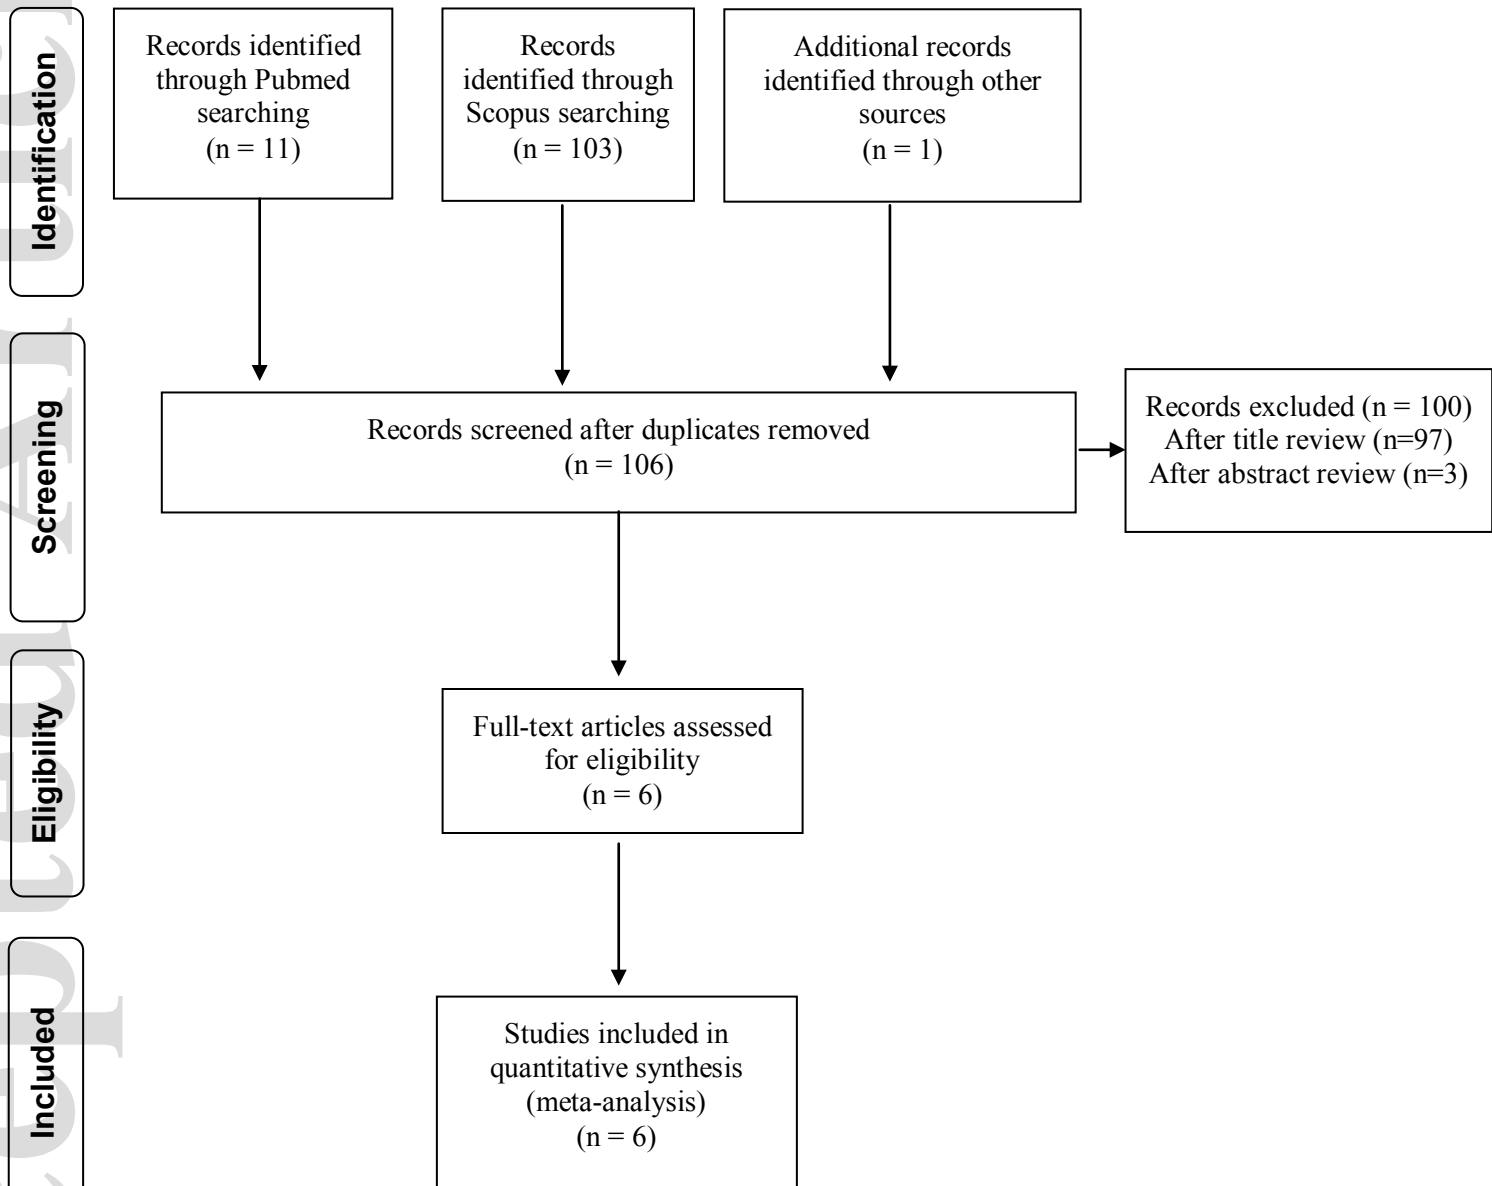 Identification
Records identified
through Pubmed
searching
(n = 11)
Records
identified through
Scopus searching
(n = 103)
Additional records
identified through other
sources
(n = 1)
Screening
Records screened after duplicates removed
(n = 106)
Records excluded (n = 100)
After title review (n=97)
After abstract review (n=3)
Eligibility
Full-text articles assessed
for eligibility
(n = 6)
Included
Studies included in
quantitative synthesis
(meta-analysis)
(n = 6)